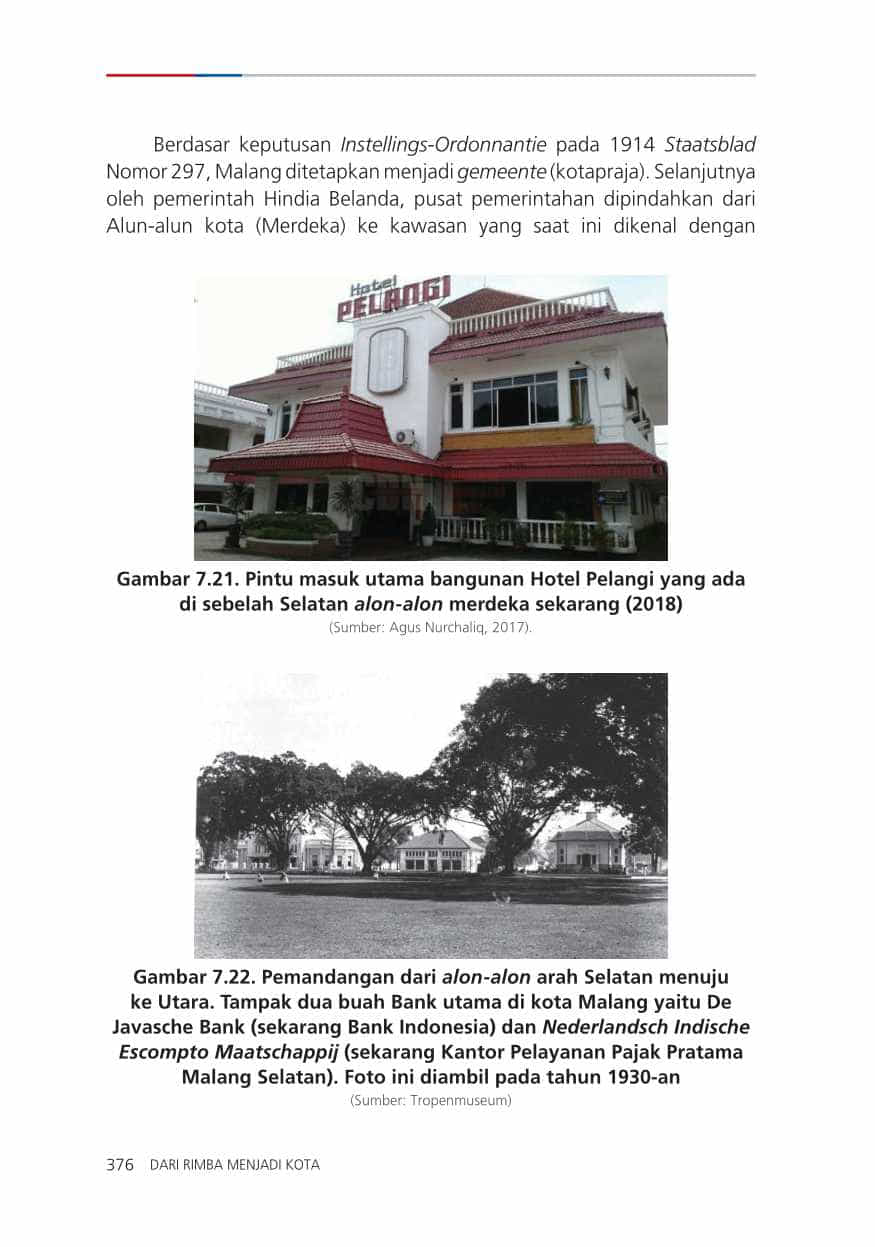 Berdasar keputusan Instellings-Ordonnantie pada 1914 Staatsblad
Nomor 297, Malang ditetapkan menjadi gemeente (kotapraja). Selanjutnya
oleh pemerintah Hindia Belanda, pusat pemerintahan dipindahkan dari
Alun-alun kota (Merdeka) ke kawasan yang saat ini dikenal dengan
Hotel
PELANGI
Gambar 7.21. Pintu masuk utama bangunan Hotel Pelangi yang ada
di sebelah Selatan alon-alon merdeka sekarang (2018)
(Sumber: Agus Nurchaliq, 2017).
Gambar 7.22. Pemandangan dari alon-alon arah Selatan menuju
ke Utara. Tampak dua buah Bank utama di kota Malang yaitu De
Javasche Bank (sekarang Bank Indonesia) dan Nederlandsch Indische
Escompto Maatschappij (sekarang Kantor Pelayanan Pajak Pratama
Malang Selatan). Foto ini diambil pada tahun 1930-an
(Sumber: Tropenmuseum)
376 DARI RIMBA MENJADI KOTA